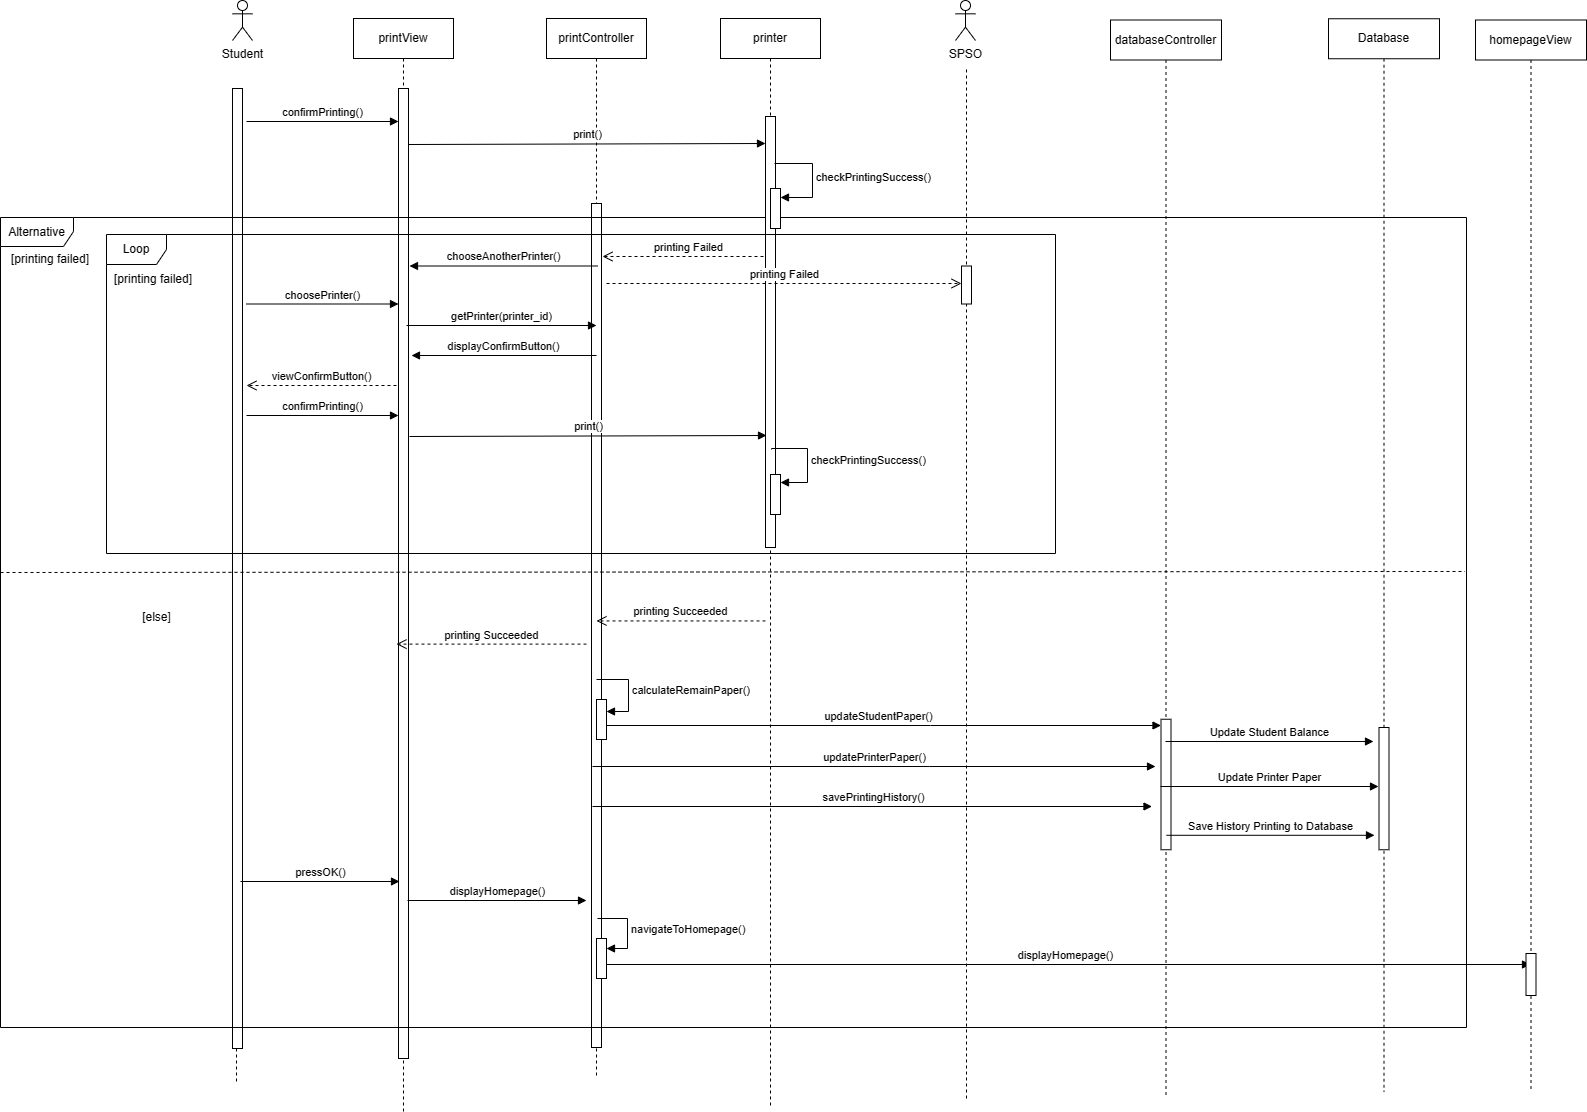 Student
printView
printController
printer
SPSO
databaseController
Database
homepageView
confirmPrinting()
print()
checkPrintingSuccess()
Alternative
[printing failed]
Loop
[printing failed]
printing Failed
chooseAnotherPrinter()
printing Failed
choosePrinter()
getPrinter(printer_id)
displayConfirmButton()
viewConfirmButton()
confirmPrinting()
print()
checkPrintingSuccess()
[else]
printing Succeeded
printing Succeeded
calculateRemainPaper()
updateStudentPaper()
Update Student Balance
updatePrinterPaper()
Update Printer Paper
savePrintingHistory()
Save History Printing to Database
pressOK()
displayHomepage()
navigateToHomepage()
displayHomepage()